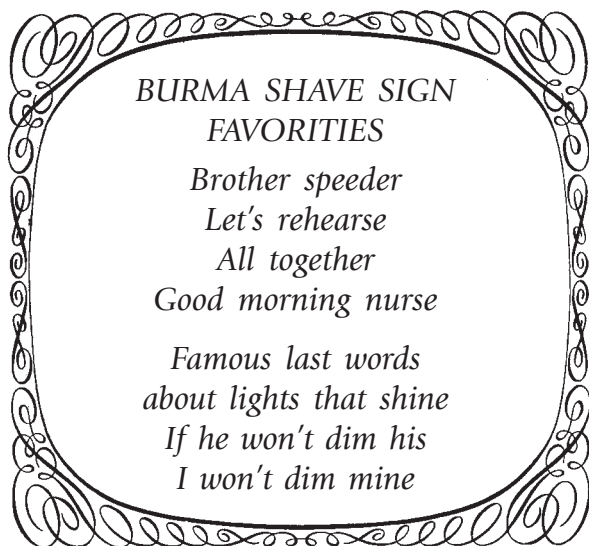 BURMA SHAVE SIGN
FAVORITIES
Brother speeder
Let's rehearse
All together
Good morning nurse
Famous last words
about lights that shine
If he won't dim his
I won't dim mine